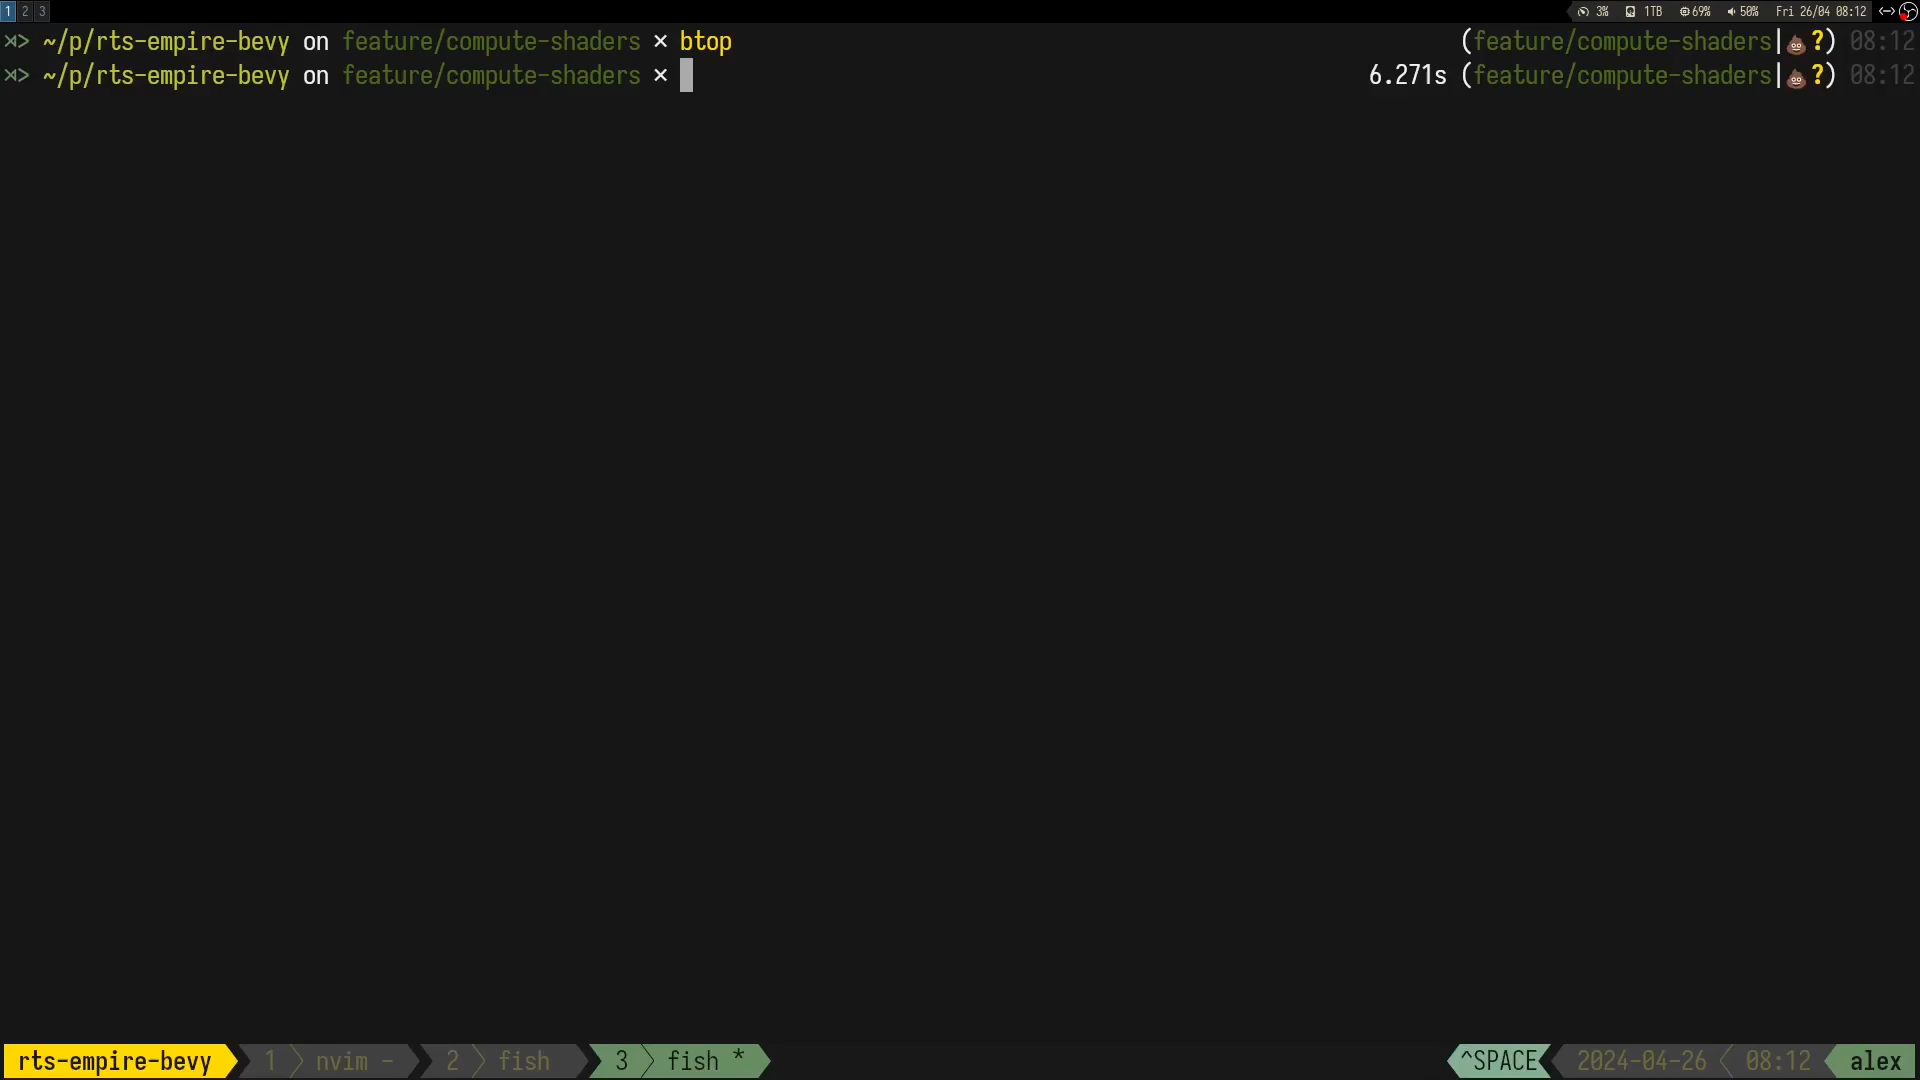 1 2 3 3% 1TB 69% 50% Fri 26/04 08:12
⋊> ~/p/rts-empire-bevy on feature/compute-shaders ⨯ btop (feature/compute-shaders|💩?) 08:12
⋊> ~/p/rts-empire-bevy on feature/compute-shaders ⨯ 6.271s (feature/compute-shaders|💩?) 08:12
rts-empire-bevy 1 nvim - 2 fish 3 fish * ^SPACE 2024-04-26 08:12 alex